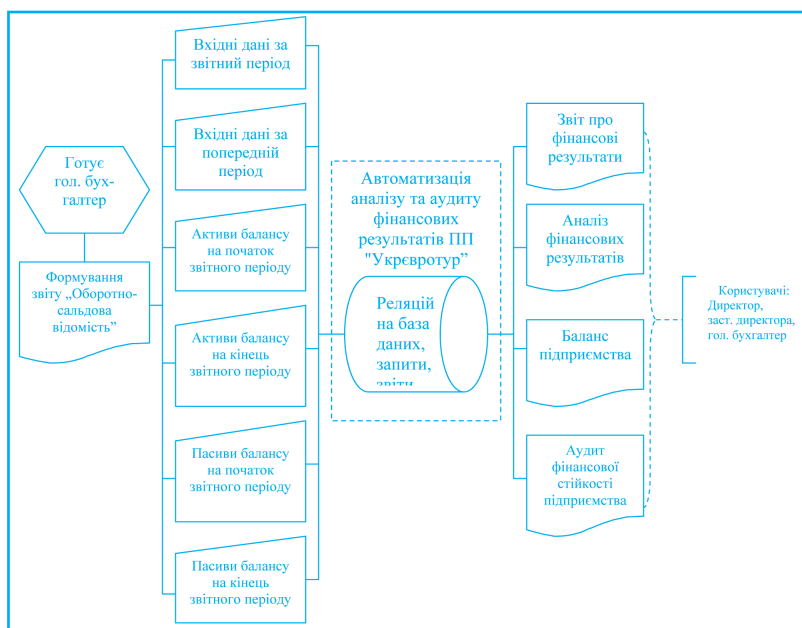 Готує
гол. бух-
галтер
Формування
звіту „Оборотно-
сальдова
відомість”
Вхідні дані за
звітний період
Вхідні дані за
попередній
період
Активи балансу
на початок
звітного періоду
Активи балансу
на кінець
звітного періоду
Пасиви балансу
на початок
звітного періоду
Пасиви балансу
на кінець
звітного періоду
Автоматизація
аналізу та аудиту
фінансових
результатів ПП
"Укрєвротур”
Реляцій
на база
даних,
запити,
звіти
Звіт про
фінансові
результати
Аналіз
фінансових
результатів
Баланс
підприємства
Аудит
фінансової
стійкості
підприємства
Користувачі:
Директор,
заст. директора,
гол. бухгалтер